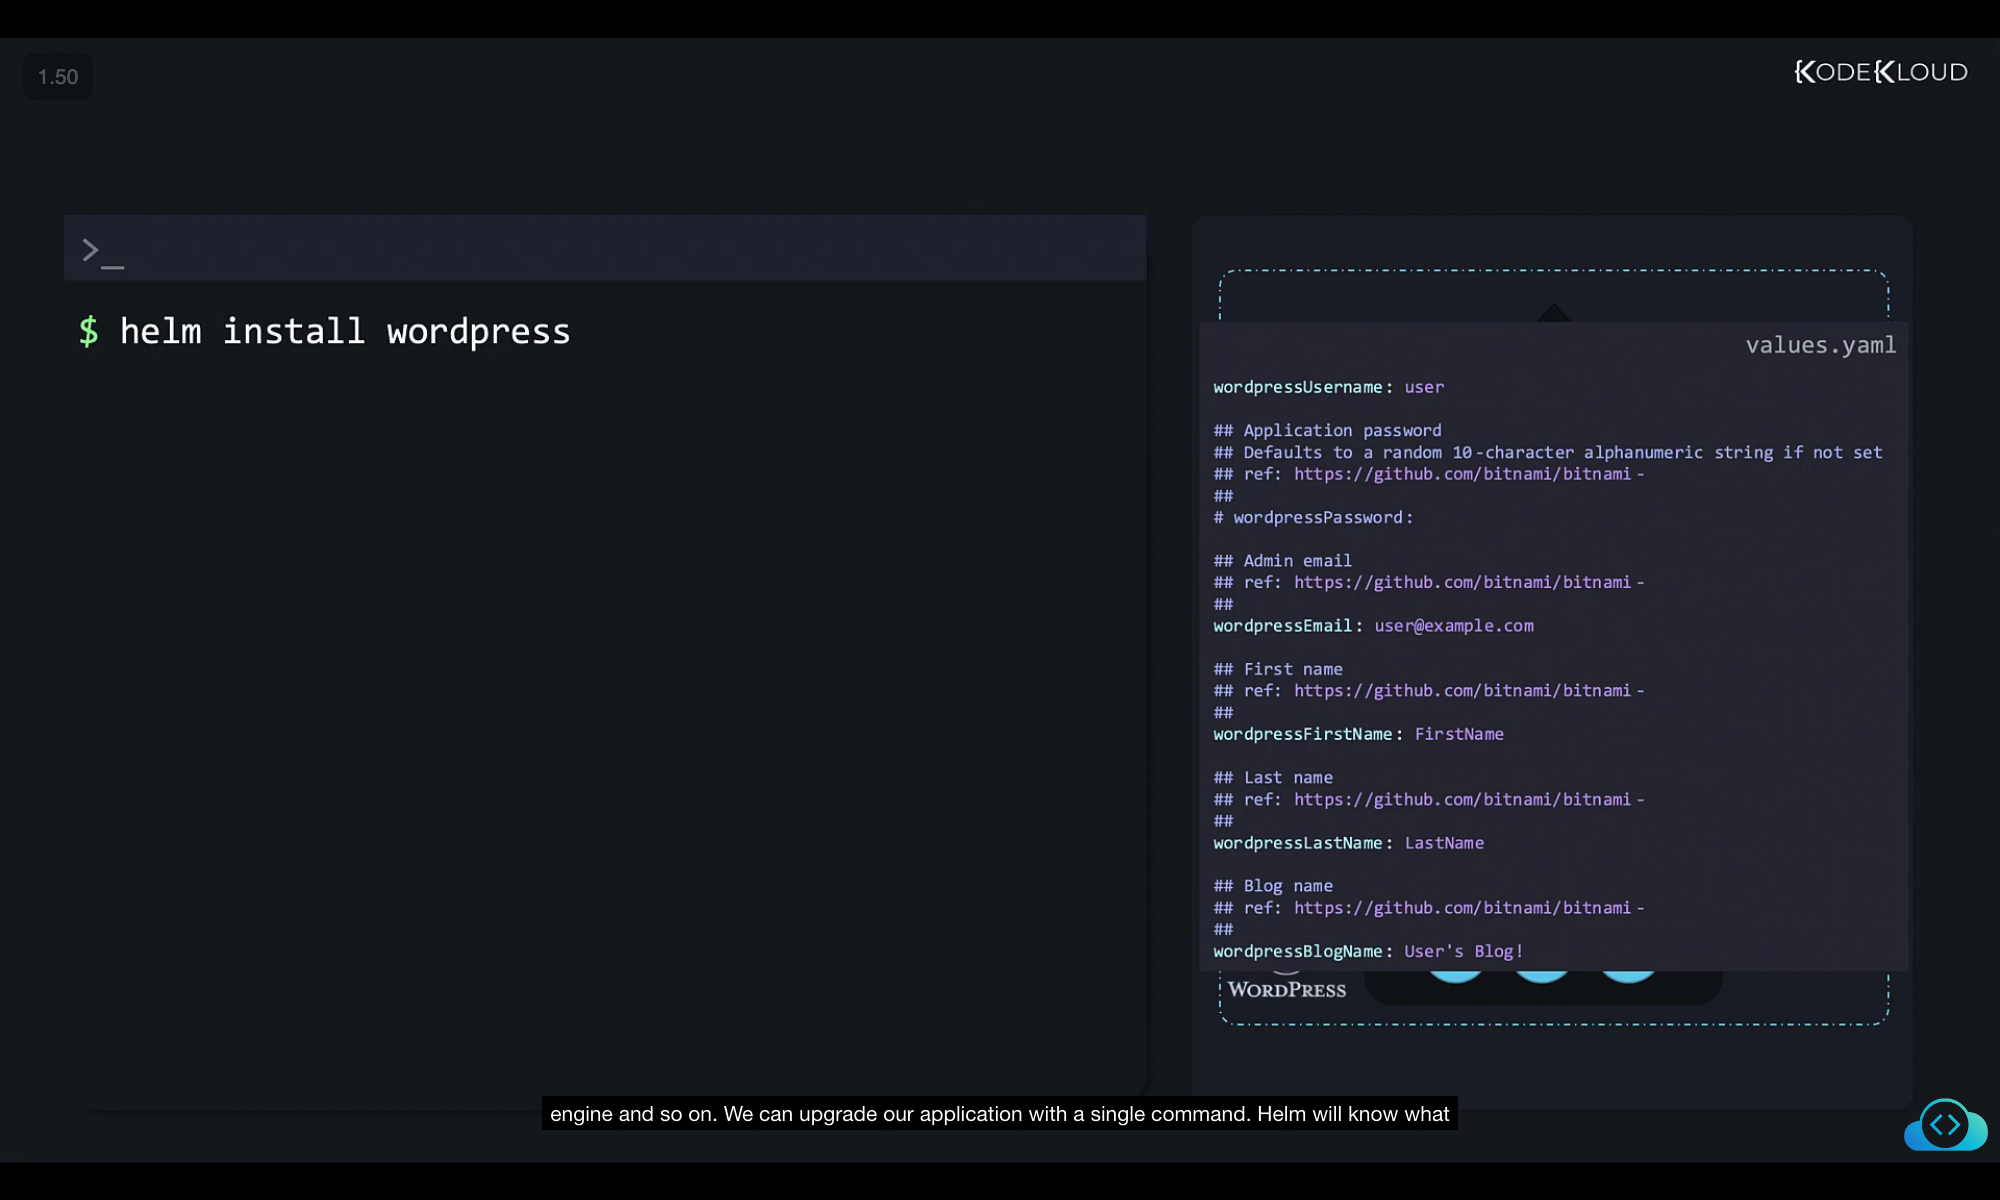 1.50
KODEKLOUD
>_
$ helm install wordpress
values.yaml
wordpressUsername: user
## Application password
## Defaults to a random 10-character alphanumeric string if not set
## ref: https://github.com/bitnami/bitnami-
##
# wordpressPassword:
## Admin email
## ref: https://github.com/bitnami/bitnami-
##
wordpressEmail: user@example.com
## First name
## ref: https://github.com/bitnami/bitnami-
##
wordpressFirstName: FirstName
## Last name
## ref: https://github.com/bitnami/bitnami-
##
wordpressLastName: LastName
## Blog name
## ref: https://github.com/bitnami/bitnami-
##
wordpressBlogName: User's Blog!
WORDPRESS
engine and so on. We can upgrade our application with a single command. Helm will know what